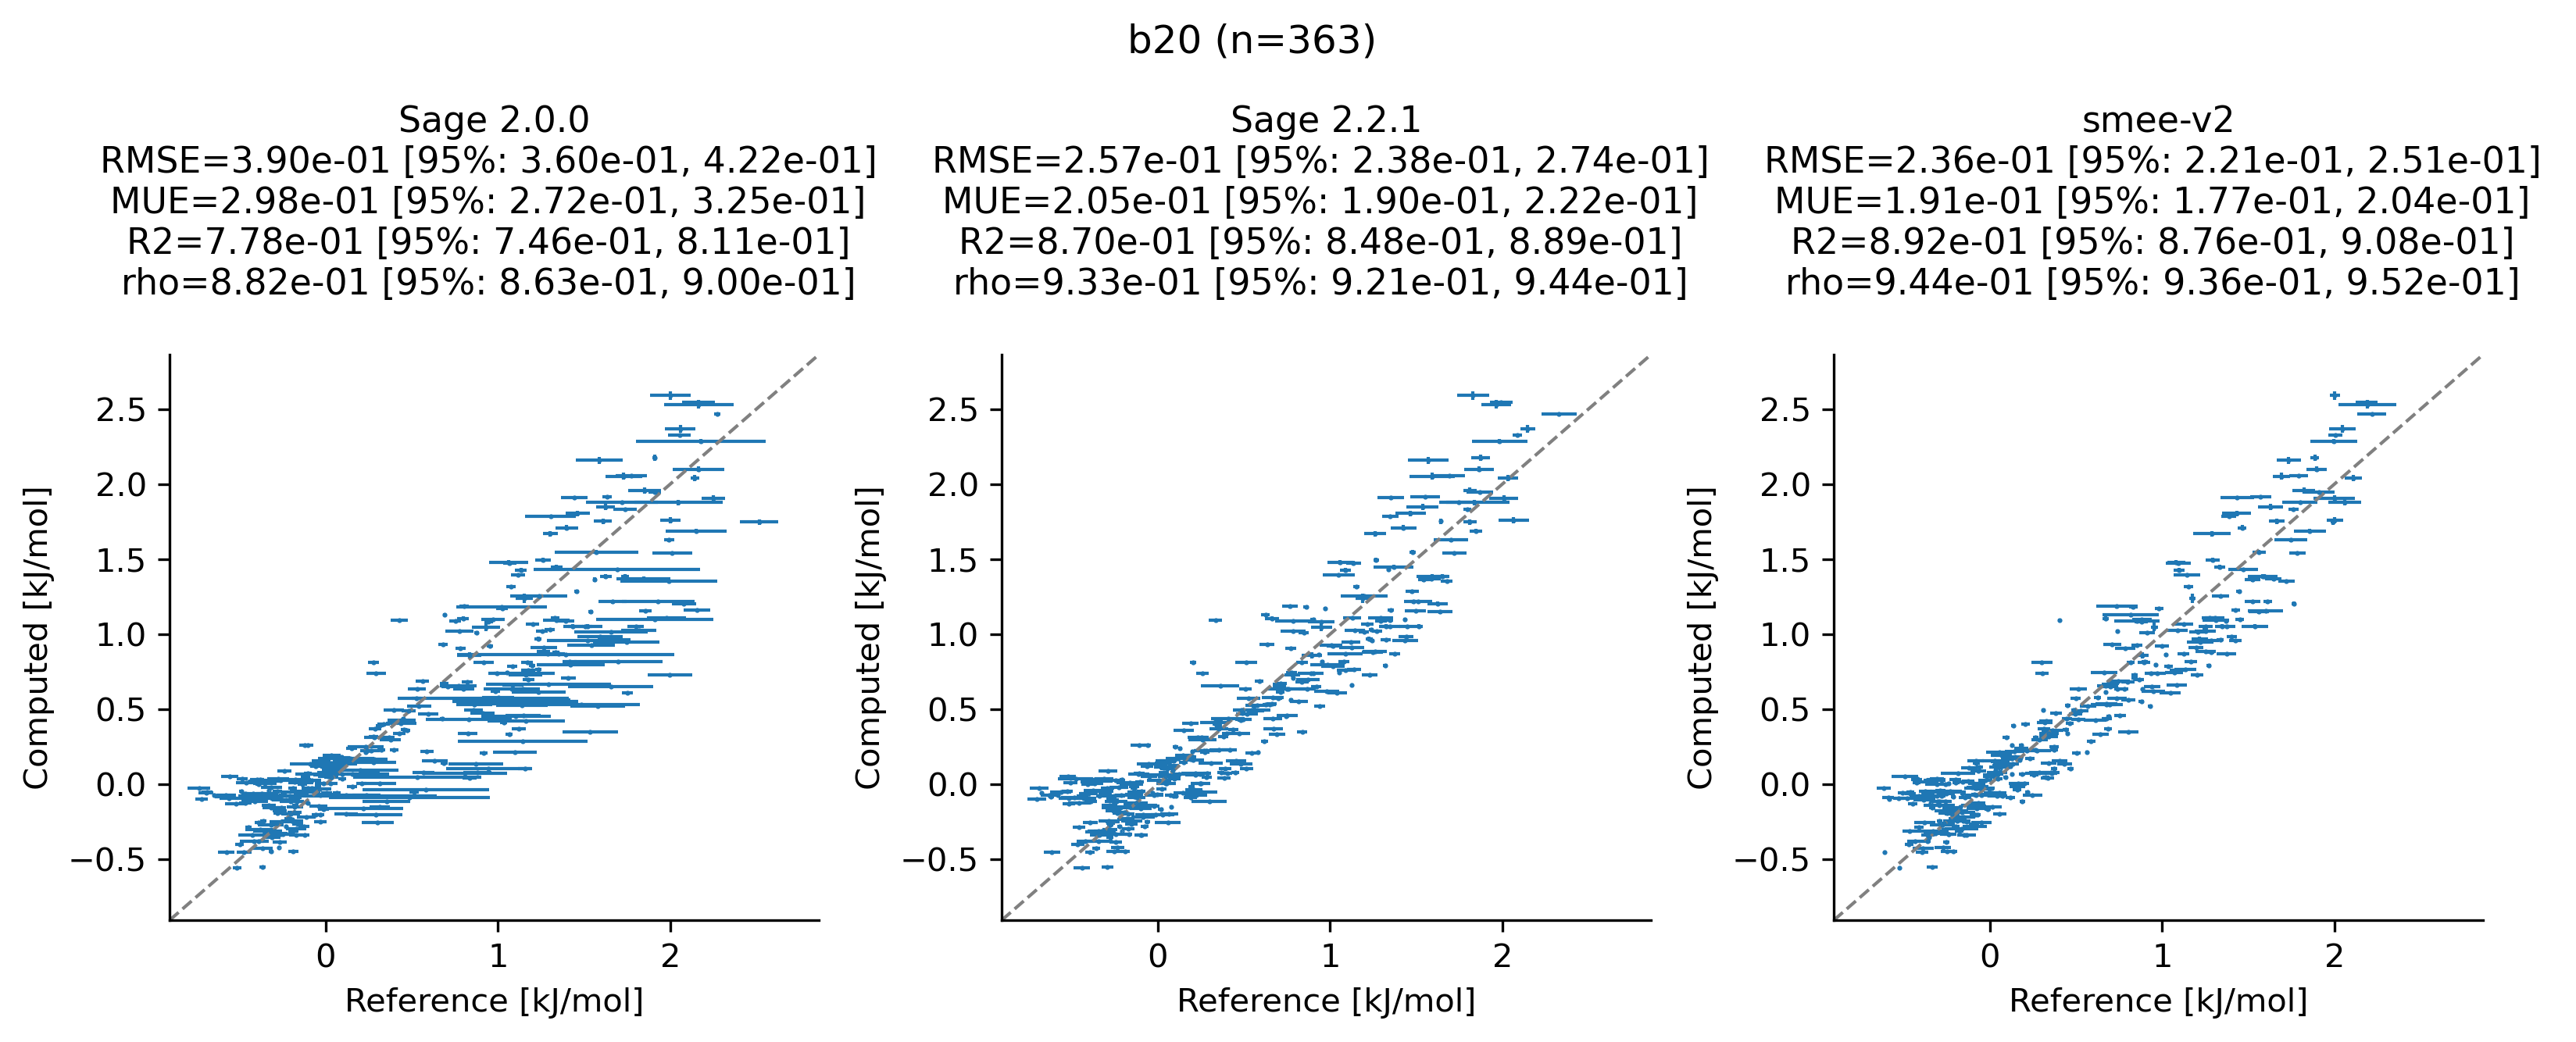 b20 (n=363)
Sage 2.0.0
RMSE=3.90e-01 [95%: 3.60e-01, 4.22e-01]
MUE=2.98e-01 [95%: 2.72e-01, 3.25e-01]
R2=7.78e-01 [95%: 7.46e-01, 8.11e-01]
rho=8.82e-01 [95%: 8.63e-01, 9.00e-01]
Computed [kJ/mol]
2.5
2.0
1.5
1.0
0.5
0.0
−0.5
0 1 2
Reference [kJ/mol]
Sage 2.2.1
RMSE=2.57e-01 [95%: 2.38e-01, 2.74e-01]
MUE=2.05e-01 [95%: 1.90e-01, 2.22e-01]
R2=8.70e-01 [95%: 8.48e-01, 8.89e-01]
rho=9.33e-01 [95%: 9.21e-01, 9.44e-01]
Computed [kJ/mol]
2.5
2.0
1.5
1.0
0.5
0.0
−0.5
0 1 2
Reference [kJ/mol]
smee-v2
RMSE=2.36e-01 [95%: 2.21e-01, 2.51e-01]
MUE=1.91e-01 [95%: 1.77e-01, 2.04e-01]
R2=8.92e-01 [95%: 8.76e-01, 9.08e-01]
rho=9.44e-01 [95%: 9.36e-01, 9.52e-01]
Computed [kJ/mol]
2.5
2.0
1.5
1.0
0.5
0.0
−0.5
0 1 2
Reference [kJ/mol]